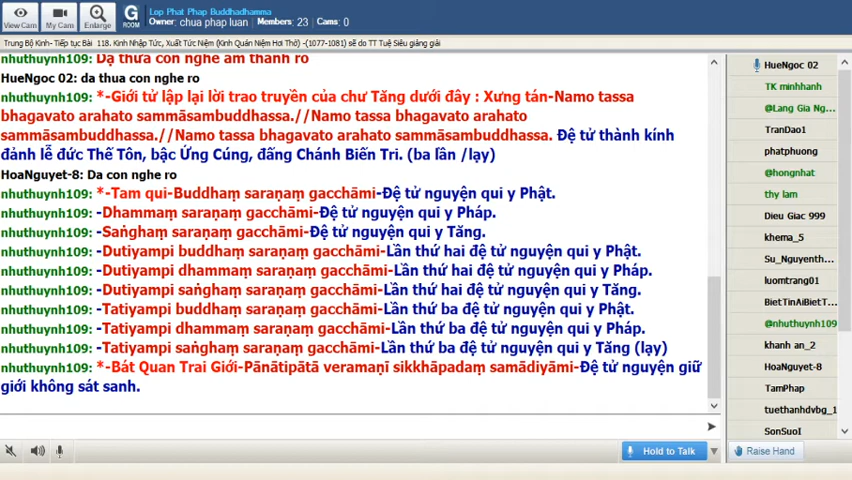 View Cam
My Cam
Enlarge
G
ROOM
Lop Phat Phap Buddhadhamma
Owner: chua phap luan Members: 23 Cams: 0
Trung Bộ Kinh- Tiếp tục Bài 118. Kinh Nhập Tức, Xuất Tức Niệm (Kinh Quán Niệm Hơi Thở) -(1077-1081) sẽ do TT Tuệ Siêu giảng giải
nhuthuynh109: Dạ thưa con nghe âm thanh rõ
HueNgoc 02: da thua con nghe ro
nhuthuynh109: *-Giới tử lập lại lời trao truyền của chư Tăng dưới đây : Xưng tán-Namo tassa
bhagavato arahato sammāsambuddhassa.//Namo tassa bhagavato arahato
sammāsambuddhassa.//Namo tassa bhagavato arahato sammāsambuddhassa. Đệ tử thành kính
đảnh lễ đức Thế Tôn, bậc Ứng Cúng, đấng Chánh Biến Tri. (ba lần /lạy)
HoaNguyet-8: Da con nghe ro
nhuthuynh109: *-Tam qui-Buddhaṃ saraṇaṃ gacchāmi-Đệ tử nguyện qui y Phật.
nhuthuynh109: -Dhammaṃ saraṇaṃ gacchāmi-Đệ tử nguyện qui y Pháp.
nhuthuynh109: -Saṅghaṃ saraṇaṃ gacchāmi-Đệ tử nguyện qui y Tăng.
nhuthuynh109: -Dutiyampi buddhaṃ saraṇaṃ gacchāmi-Lần thứ hai đệ tử nguyện qui y Phật.
nhuthuynh109: -Dutiyampi dhammaṃ saraṇaṃ gacchāmi-Lần thứ hai đệ tử nguyện qui y Pháp.
nhuthuynh109: -Dutiyampi saṅghaṃ saraṇaṃ gacchāmi-Lần thứ hai đệ tử nguyện qui y Tăng.
nhuthuynh109: -Tatiyampi buddhaṃ saraṇaṃ gacchāmi-Lần thứ ba đệ tử nguyện qui y Phật.
nhuthuynh109: -Tatiyampi dhammaṃ saraṇaṃ gacchāmi-Lần thứ ba đệ tử nguyện qui y Pháp.
nhuthuynh109: -Tatiyampi saṅghaṃ saraṇaṃ gacchāmi-Lần thứ ba đệ tử nguyện qui y Tăng (lạy)
nhuthuynh109: *-Bát Quan Trai Giới-Pānātipātā veramaṇī sikkhāpadaṃ samādiyāmi-Đệ tử nguyện giữ
giới không sát sanh.
Hold to Talk
HueNgoc 02
TK minhhanh
@Lang Gia Ng...
TranDao1
phatphuong
@hongnhat
thy lam
Dieu Giac 999
khema_5
Su_Nguyenth...
luomtrang01
BietTinAiBietT...
@nhuthuynh109
khanh an_2
HoaNguyet-8
TamPhap
tuethanhdvbg_1
SonSuoI
Raise Hand